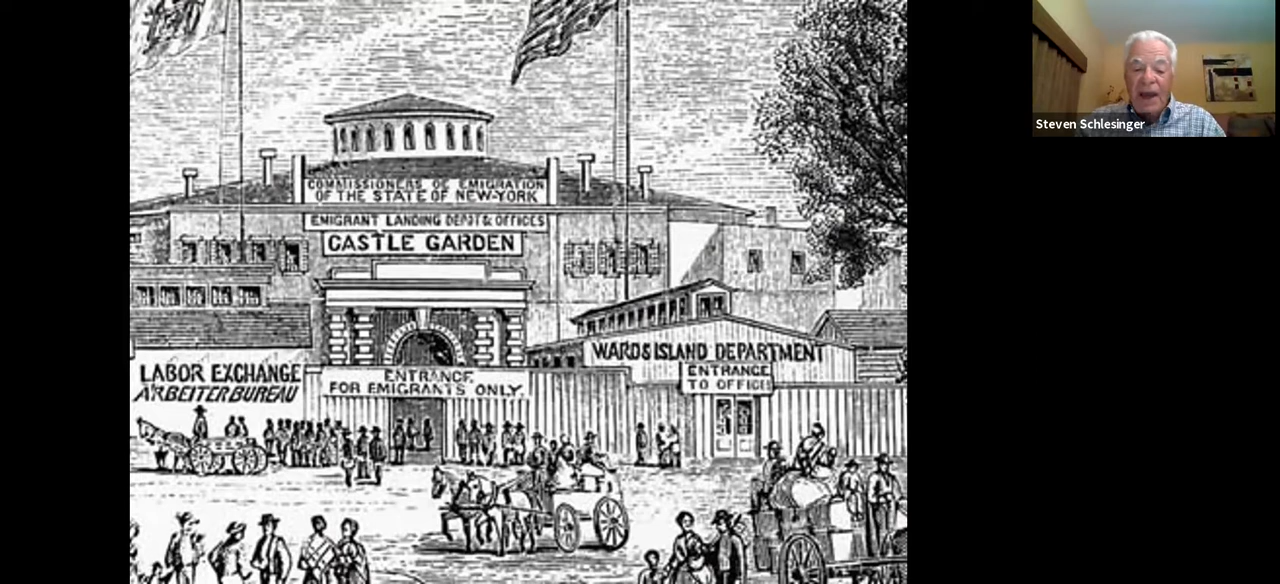 COMMISSIONERS OF EMIGRATION
OF THE STATE OF NEW-YORK
EMIGRANT LANDING DEPOT & OFFICES
CASTLE GARDEN
WARDS ISLAND DEPARTMENT
ENTRANCE
TO OFFICES
LABOR EXCHANGE
ARBEITER BUREAU
ENTRANCE
FOR EMIGRANTS ONLY.
Steven Schlesinger